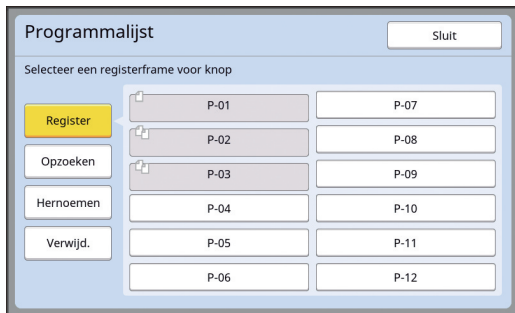 Programmalijst
Sluit
Selecteer een registerframe voor knop
Register
Opzoeken
Hernoemen
Verwijd.
P-01
P-02
P-03
P-04
P-05
P-06
P-07
P-08
P-09
P-10
P-11
P-12